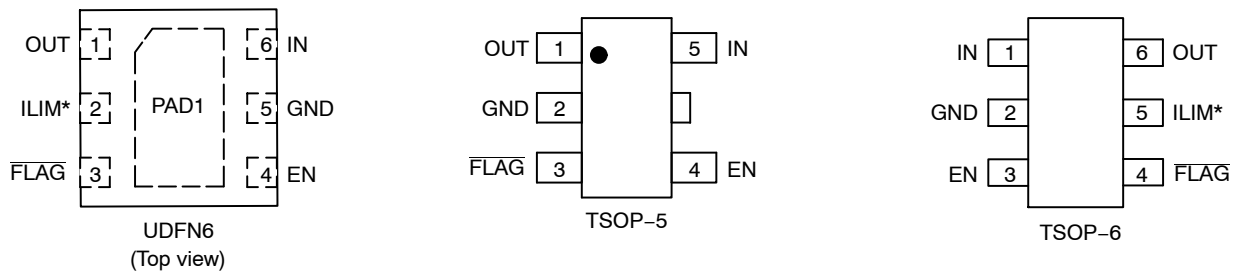 OUT 1 6 IN
ILIM* 2 PAD1 5 GND
FLAG 3 4 EN
UDFN6
(Top view)
OUT 1 5 IN
GND 2
FLAG 3 4 EN
TSOP−5
IN 1 6 OUT
GND 2 5 ILIM*
EN 3 4 FLAG
TSOP−6